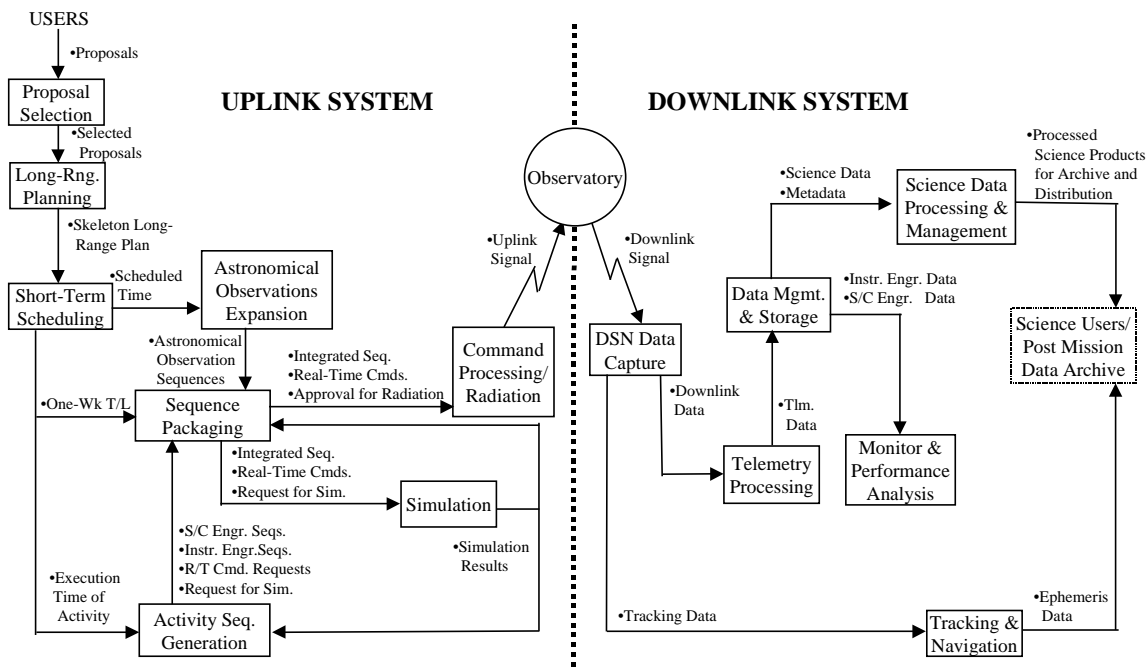 USERS
•Proposals
Proposal
Selection
•Selected
Proposals
Long-Rng.
Planning
•Skeleton Long-
Range Plan
Short-Term
Scheduling
•Scheduled
Time
Astronomical
Observations
Expansion
•Astronomical
Observation
Sequences
•One-Wk T/L
Sequence
Packaging
•Integrated Seq.
•Real-Time Cmds.
•Approval for Radiation
Command
Processing/
Radiation
•Integrated Seq.
•Real-Time Cmds.
•Request for Sim.
Simulation
•Simulation
Results
•S/C Engr. Seqs.
•Instr. Engr.Seqs.
•R/T Cmd. Requests
•Request for Sim.
•Execution
Time of
Activity
Activity Seq.
Generation
UPLINK SYSTEM
•Uplink
Signal
Observatory
DOWNLINK SYSTEM
•Downlink
Signal
DSN Data
Capture
•Downlink
Data
Telemetry
Processing
•Tlm.
Data
Data Mgmt.
& Storage
•Science Data
•Metadata
Science Data
Processing &
Management
•Processed
Science Products
for Archive and
Distribution
•Instr. Engr. Data
•S/C Engr. Data
Monitor &
Performance
Analysis
Science Users/
Post Mission
Data Archive
•Tracking Data
Tracking &
Navigation
•Ephemeris
Data